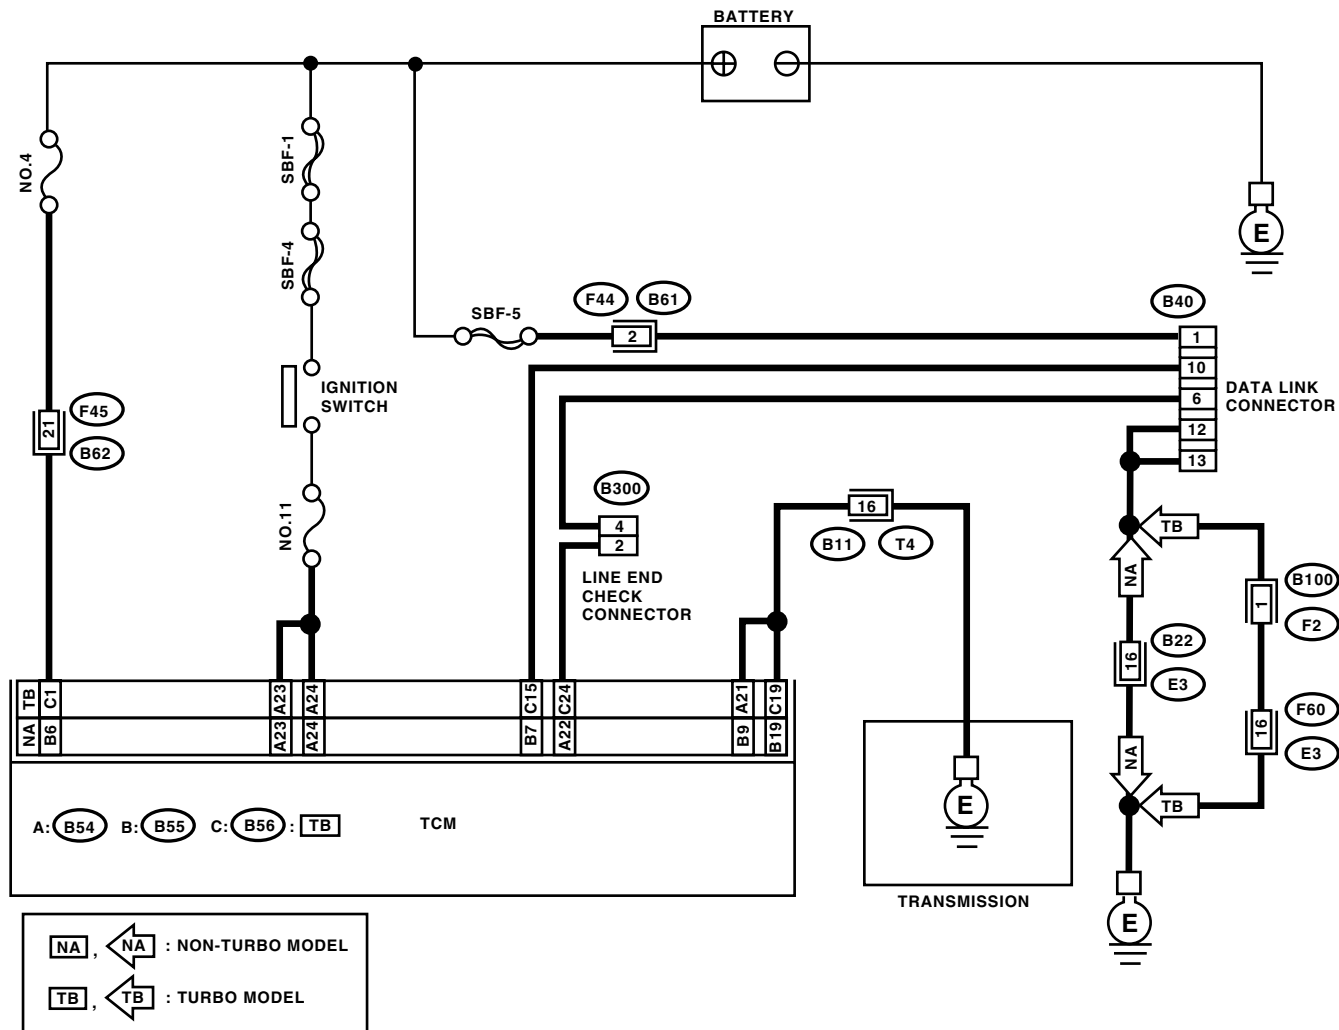 BATTERY
NO.4
SBF-1
SBF-4
E
F44
B61
B40
SBF-5
2
1
10
6
12
13
DATA LINK
CONNECTOR
IGNITION
SWITCH
21
F45
B62
B300
4
2
LINE END
CHECK
CONNECTOR
NO.11
16
B11
T4
TB
NA
1
B100
F2
16
B22
E3
16
F60
E3
NA
TB
TB
C1
A23
A24
C15
C24
A21
C19
NA
B6
A23
A24
B7
A22
B9
B19
A: B54 B: B55 C: B56 : TB
TCM
E
TRANSMISSION
E
NA , NA : NON-TURBO MODEL
TB , TB : TURBO MODEL